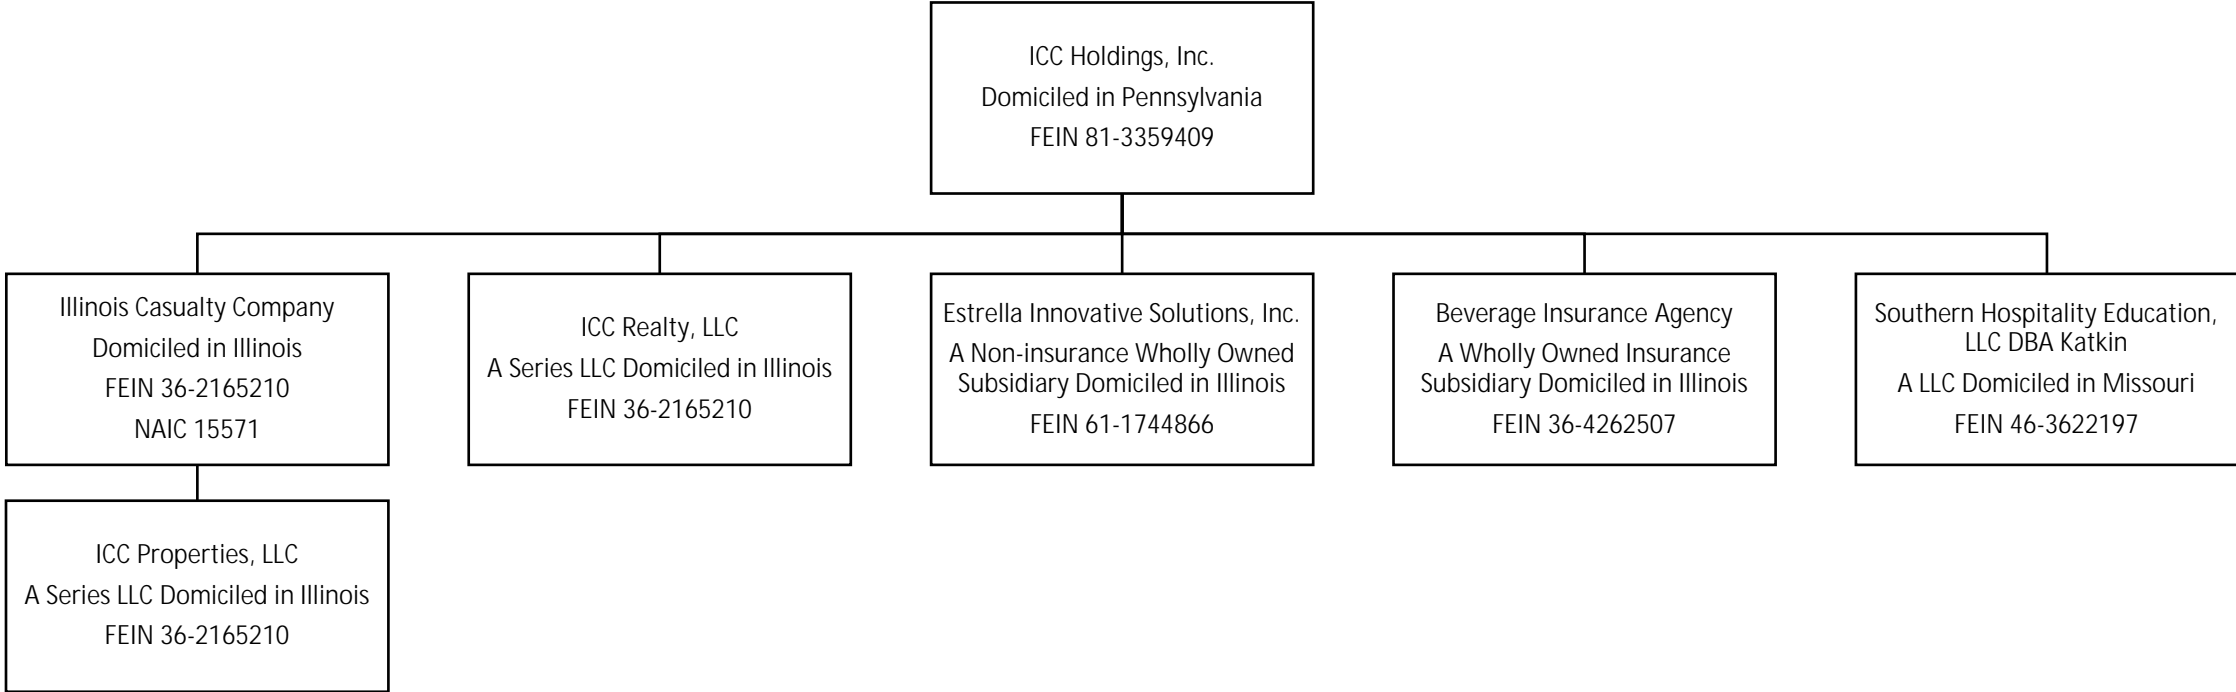 ICC Holdings, Inc.
Domiciled in Pennsylvania
FEIN 81-3359409
Illinois Casualty Company
Domiciled in Illinois
FEIN 36-2165210
NAIC 15571
ICC Realty, LLC
A Series LLC Domiciled in Illinois
FEIN 36-2165210
Estrella Innovative Solutions, Inc.
A Non-insurance Wholly Owned
Subsidiary Domiciled in Illinois
FEIN 61-1744866
Beverage Insurance Agency
A Wholly Owned Insurance
Subsidiary Domiciled in Illinois
FEIN 36-4262507
Southern Hospitality Education,
LLC DBA Katkin
A LLC Domiciled in Missouri
FEIN 46-3622197
ICC Properties, LLC
A Series LLC Domiciled in Illinois
FEIN 36-2165210